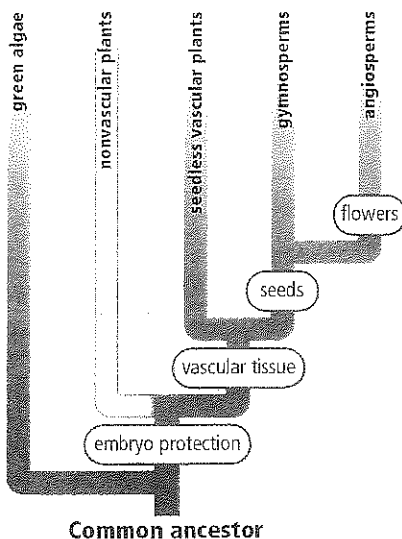 green algae
nonvascular plants
seedless vascular plants
gymnosperms
angiosperms
flowers
seeds
vascular tissue
embryo protection
Common ancestor